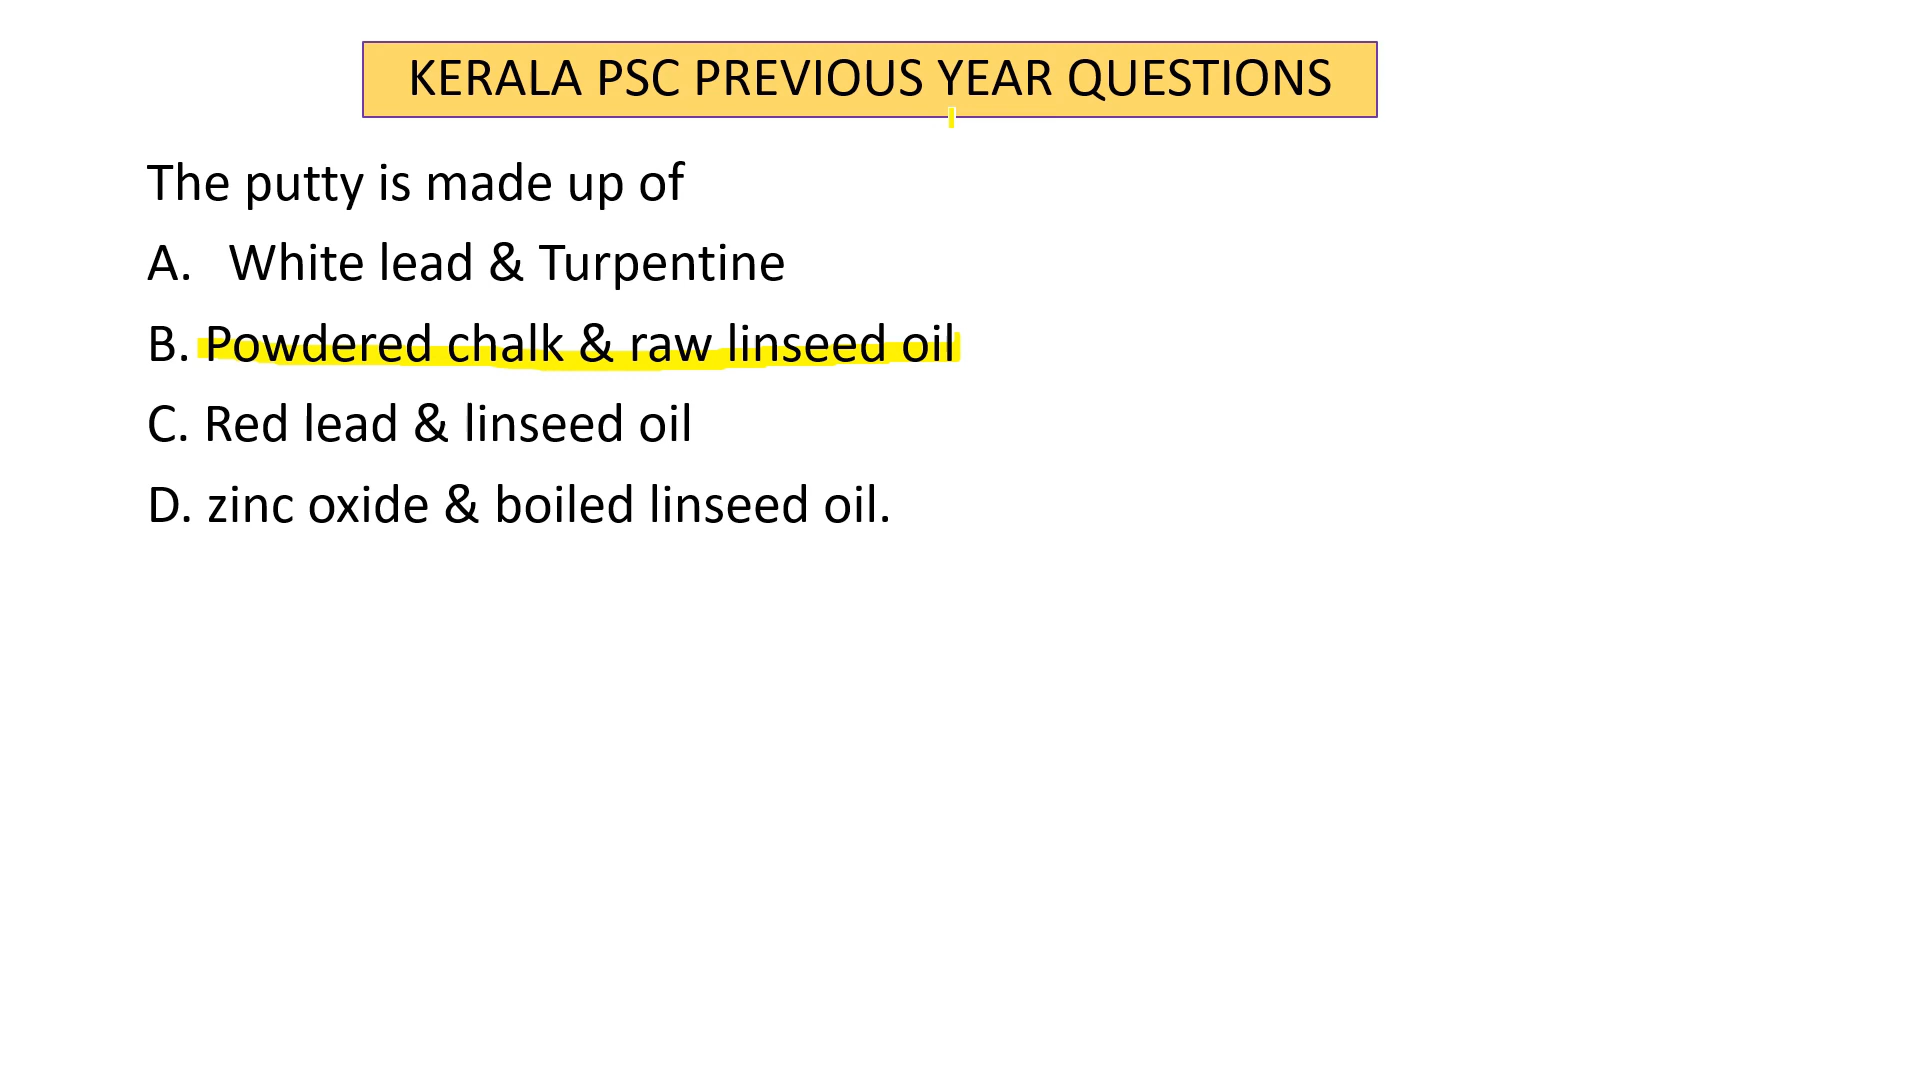 KERALA PSC PREVIOUS YEAR QUESTIONS
The putty is made up of
A. White lead & Turpentine
B. Powdered chalk & raw linseed oil
C. Red lead & linseed oil
D. zinc oxide & boiled linseed oil.